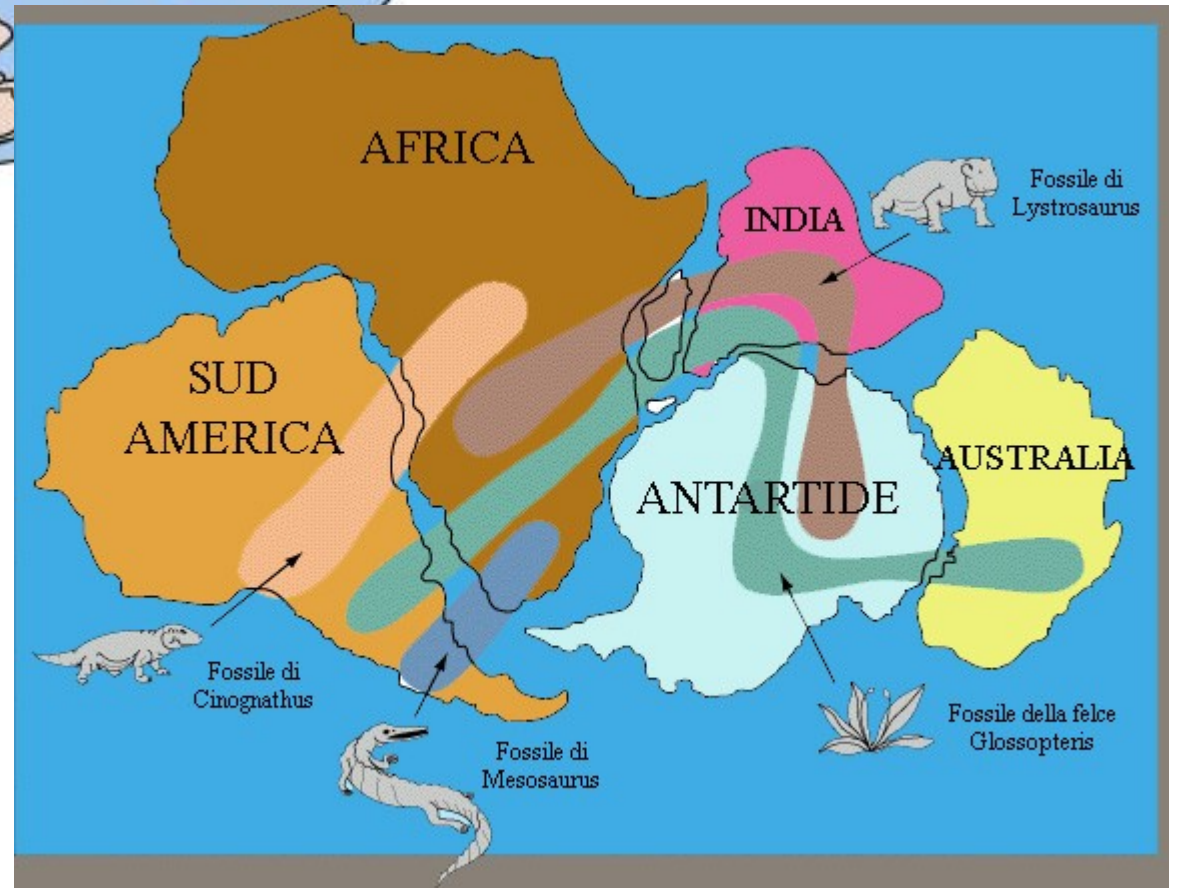 AFRICA
INDIA
Fossile di
Lystrosaurus
SUD
AMERICA
AUSTRALIA
ANTARTIDE
Fossile di
Cinognathus
Fossile di
Mesosaurus
Fossile della felce
Glossopteris